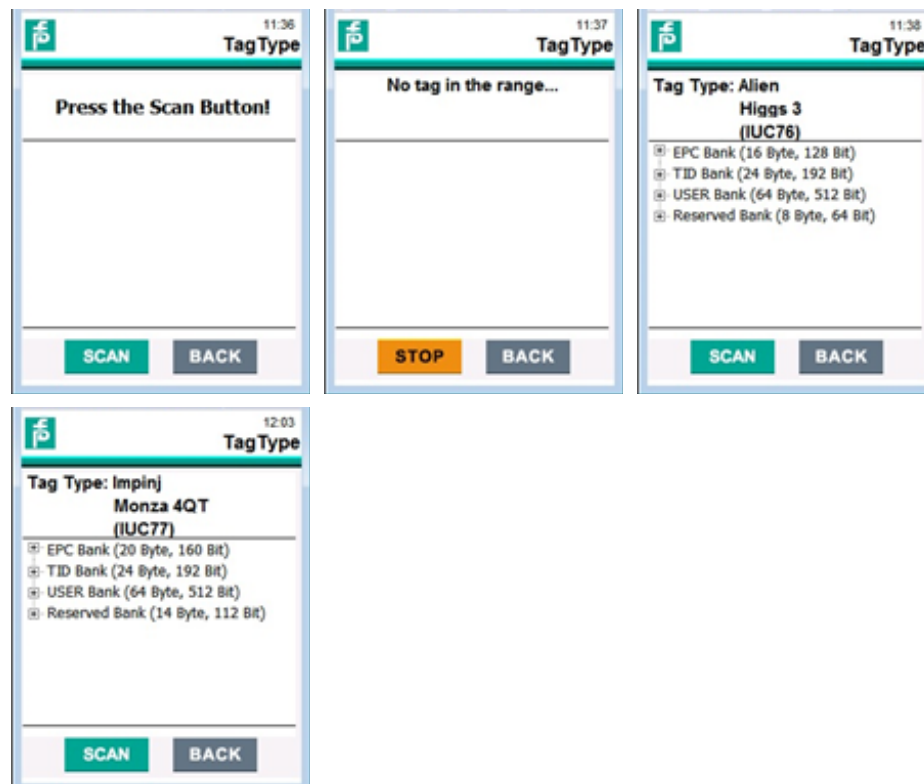 11:36
TagType
Press the Scan Button!
SCAN BACK
11:37
TagType
No tag in the range...
STOP BACK
11:38
TagType
Tag Type: Alien
Higgs 3
(IUC76)
EPC Bank (16 Byte, 128 Bit)
TID Bank (24 Byte, 192 Bit)
USER Bank (64 Byte, 512 Bit)
Reserved Bank (8 Byte, 64 Bit)
SCAN BACK
12:03
TagType
Tag Type: Impinj
Monza 4QT
(IUC77)
EPC Bank (20 Byte, 160 Bit)
TID Bank (24 Byte, 192 Bit)
USER Bank (64 Byte, 512 Bit)
Reserved Bank (14 Byte, 112 Bit)
SCAN BACK